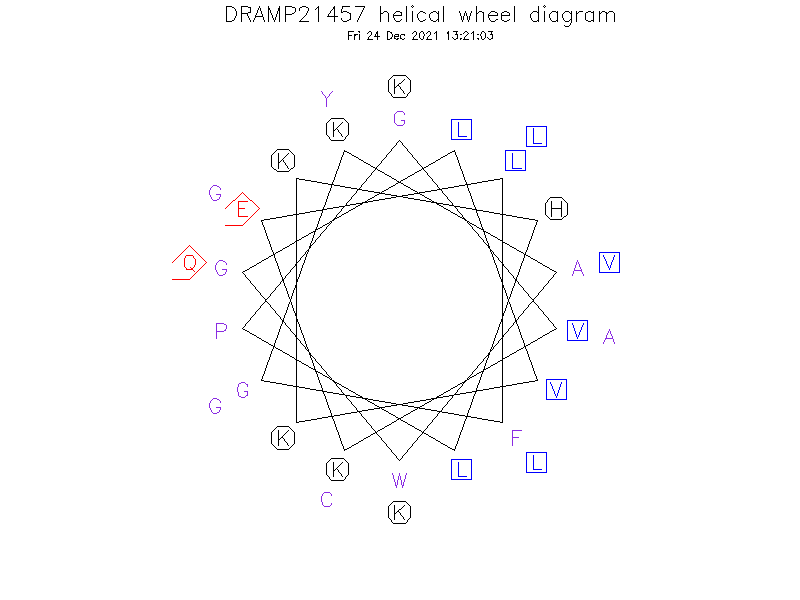 DRAMP21457 helical wheel diagram
Fri 24 Dec 2021 13:21:03
K
Y
G
K
L
L
K
L
G
E
H
Q
G
A
V
P
V
A
G
V
G
K
F
K
L
L
W
C
K